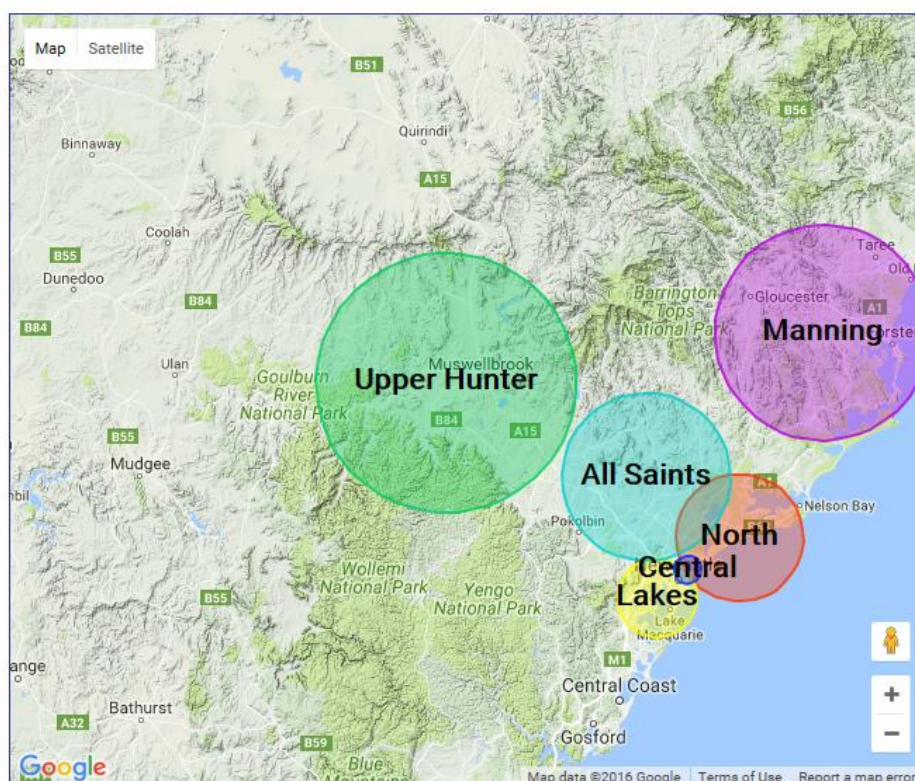 Map Satellite
B51
B56
Binnaway
Quirindi
A15
Coolah
Taree
B55
Dunedoo
B84
Barrington
Tops
National Park
Gloucester
A1
B84
Manning
Ulan
Muswellbrook
Goulburn
River
National Park
Upper Hunter
B84
A15
B55
Mudgee
All Saints
A1
Nelson Bay
Pokolbin
North
Central
Wollemi
National Park
Yengo
National Park
Lakes
B55
Lake
Macquarie
M1
Central Coast
A32
Bathurst
Gosford
B59
Blue
Mountains
Google
Map data ©2016 Google Terms of Use Report a map error